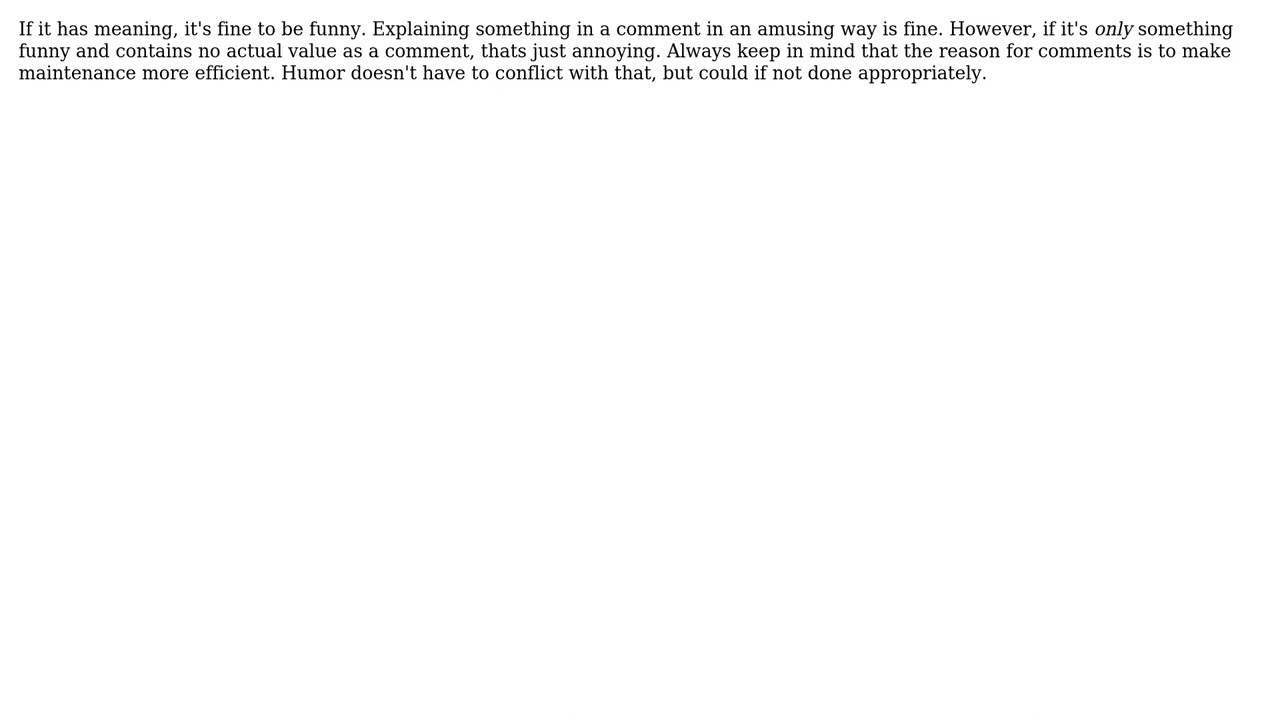 If it has meaning, it's fine to be funny. Explaining something in a comment in an amusing way is fine. However, if it's only something
funny and contains no actual value as a comment, thats just annoying. Always keep in mind that the reason for comments is to make
maintenance more efficient. Humor doesn't have to conflict with that, but could if not done appropriately.